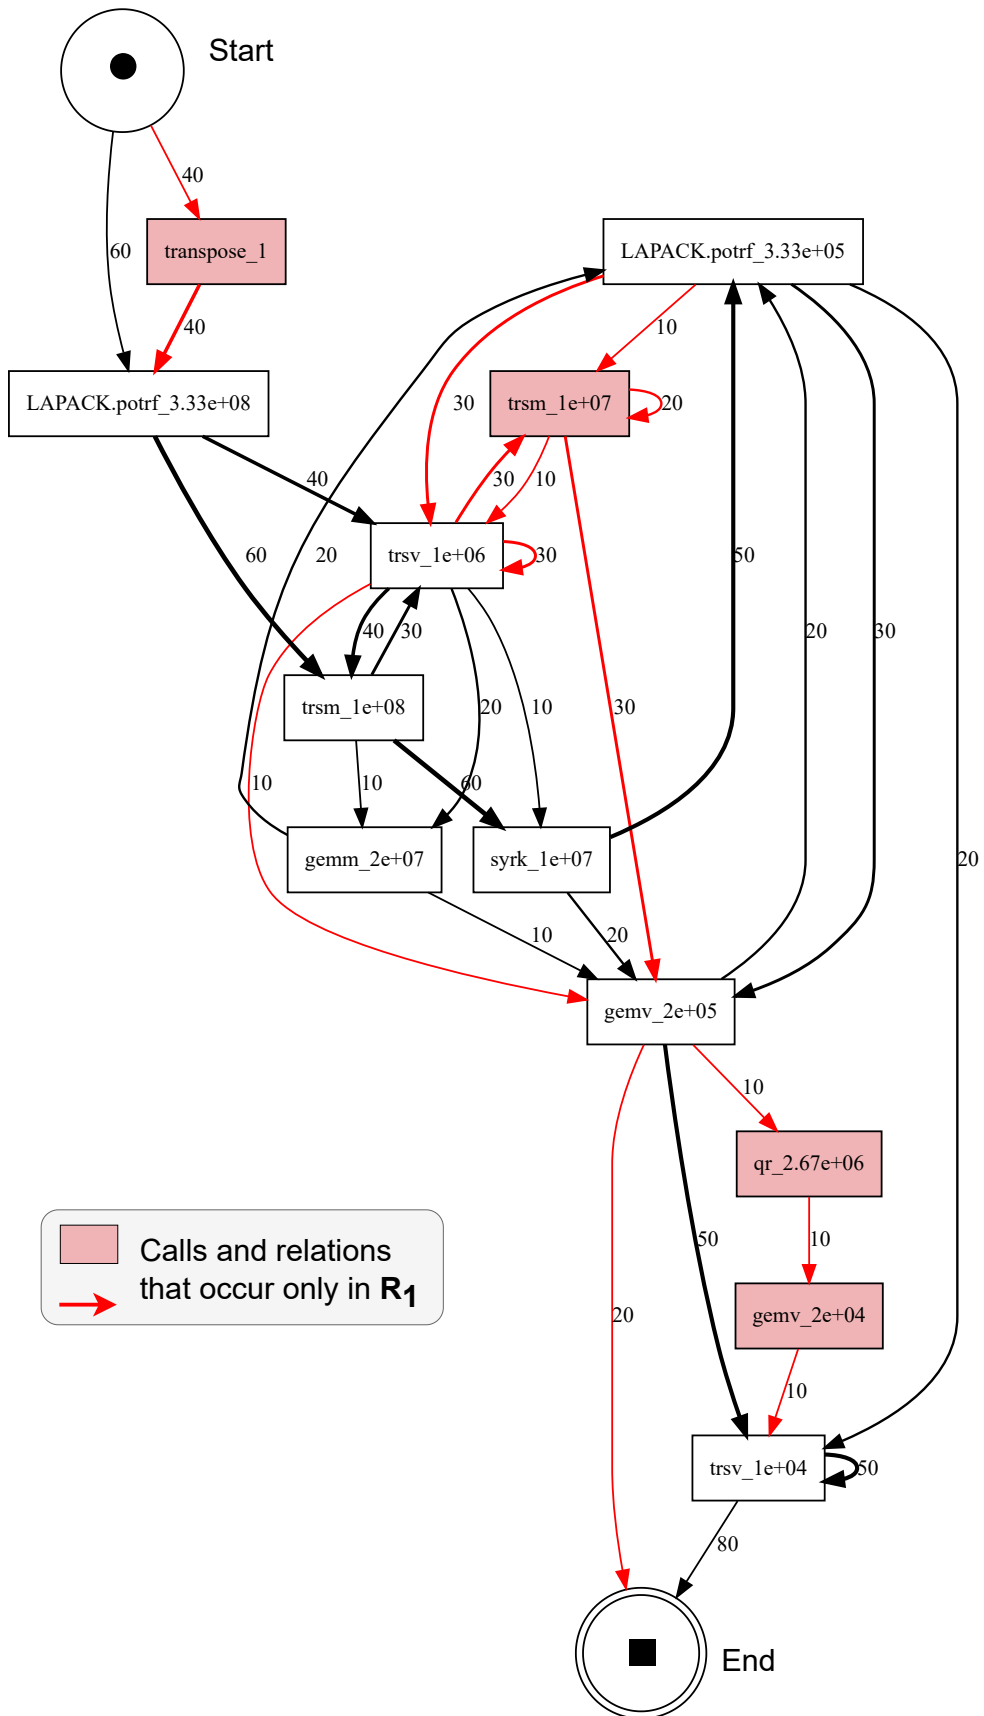 Start
40
transpose_1
60
LAPACK.potrf_3.33e+05
40
10
LAPACK.potrf_3.33e+08
30
trsm_1e+07
20
40
30
10
60
20
trsv_1e+06
30
50
40
30
20
30
trsm_1e+08
20
10
30
10
10
60
gemm_2e+07
syrk_1e+07
20
10
20
gemv_2e+05
10
qr_2.67e+06
Calls and relations
that occur only in R1
50
10
20
gemv_2e+04
10
trsv_1e+04
50
80
End